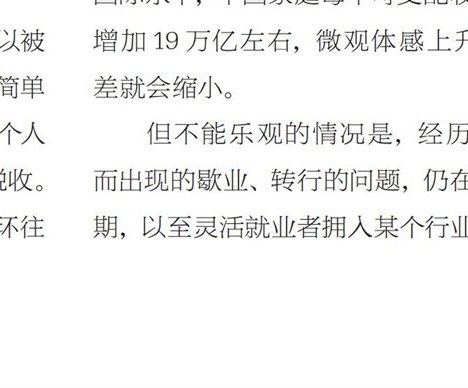 以被
简单
个人
收。
往
增加 19 万亿左右，微观体感上升
差就会缩小。
但不能乐观的情况是，经历
而出现的歇业、转行的问题，仍在
期，以至灵活就业者拥入某个行业